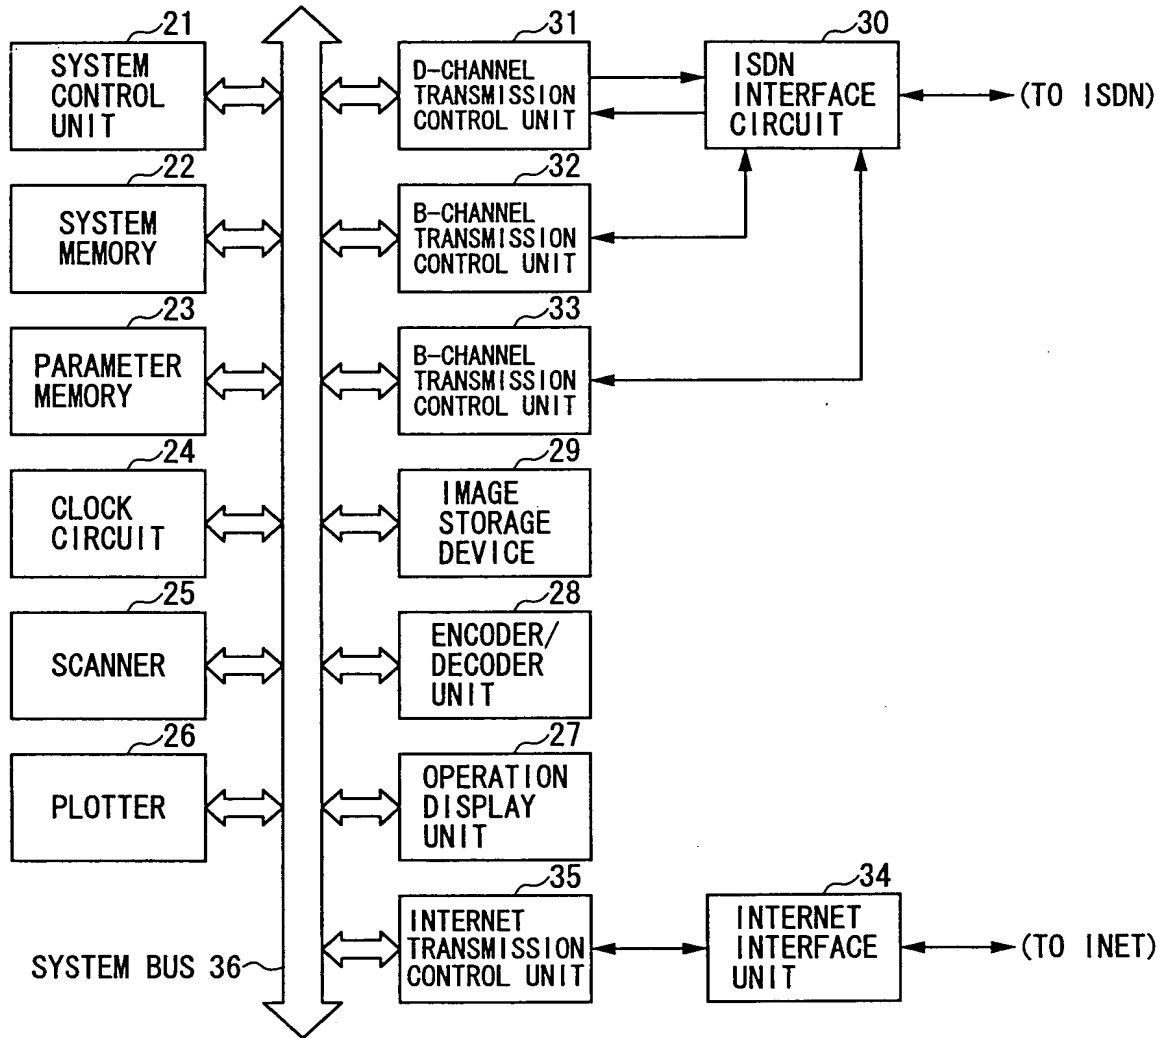 21
SYSTEM
CONTROL
UNIT
31
D-CHANNEL
TRANSMISSION
CONTROL UNIT
30
ISDN
INTERFACE
CIRCUIT
(TO ISDN)
22
SYSTEM
MEMORY
32
B-CHANNEL
TRANSMISSION
CONTROL UNIT
23
PARAMETER
MEMORY
33
B-CHANNEL
TRANSMISSION
CONTROL UNIT
24
CLOCK
CIRCUIT
29
IMAGE
STORAGE
DEVICE
25
SCANNER
28
ENCODER/
DECODER
UNIT
26
PLOTTER
27
OPERATION
DISPLAY
UNIT
SYSTEM BUS 36
35
INTERNET
TRANSMISSION
CONTROL UNIT
34
INTERNET
INTERFACE
UNIT
(TO INET)